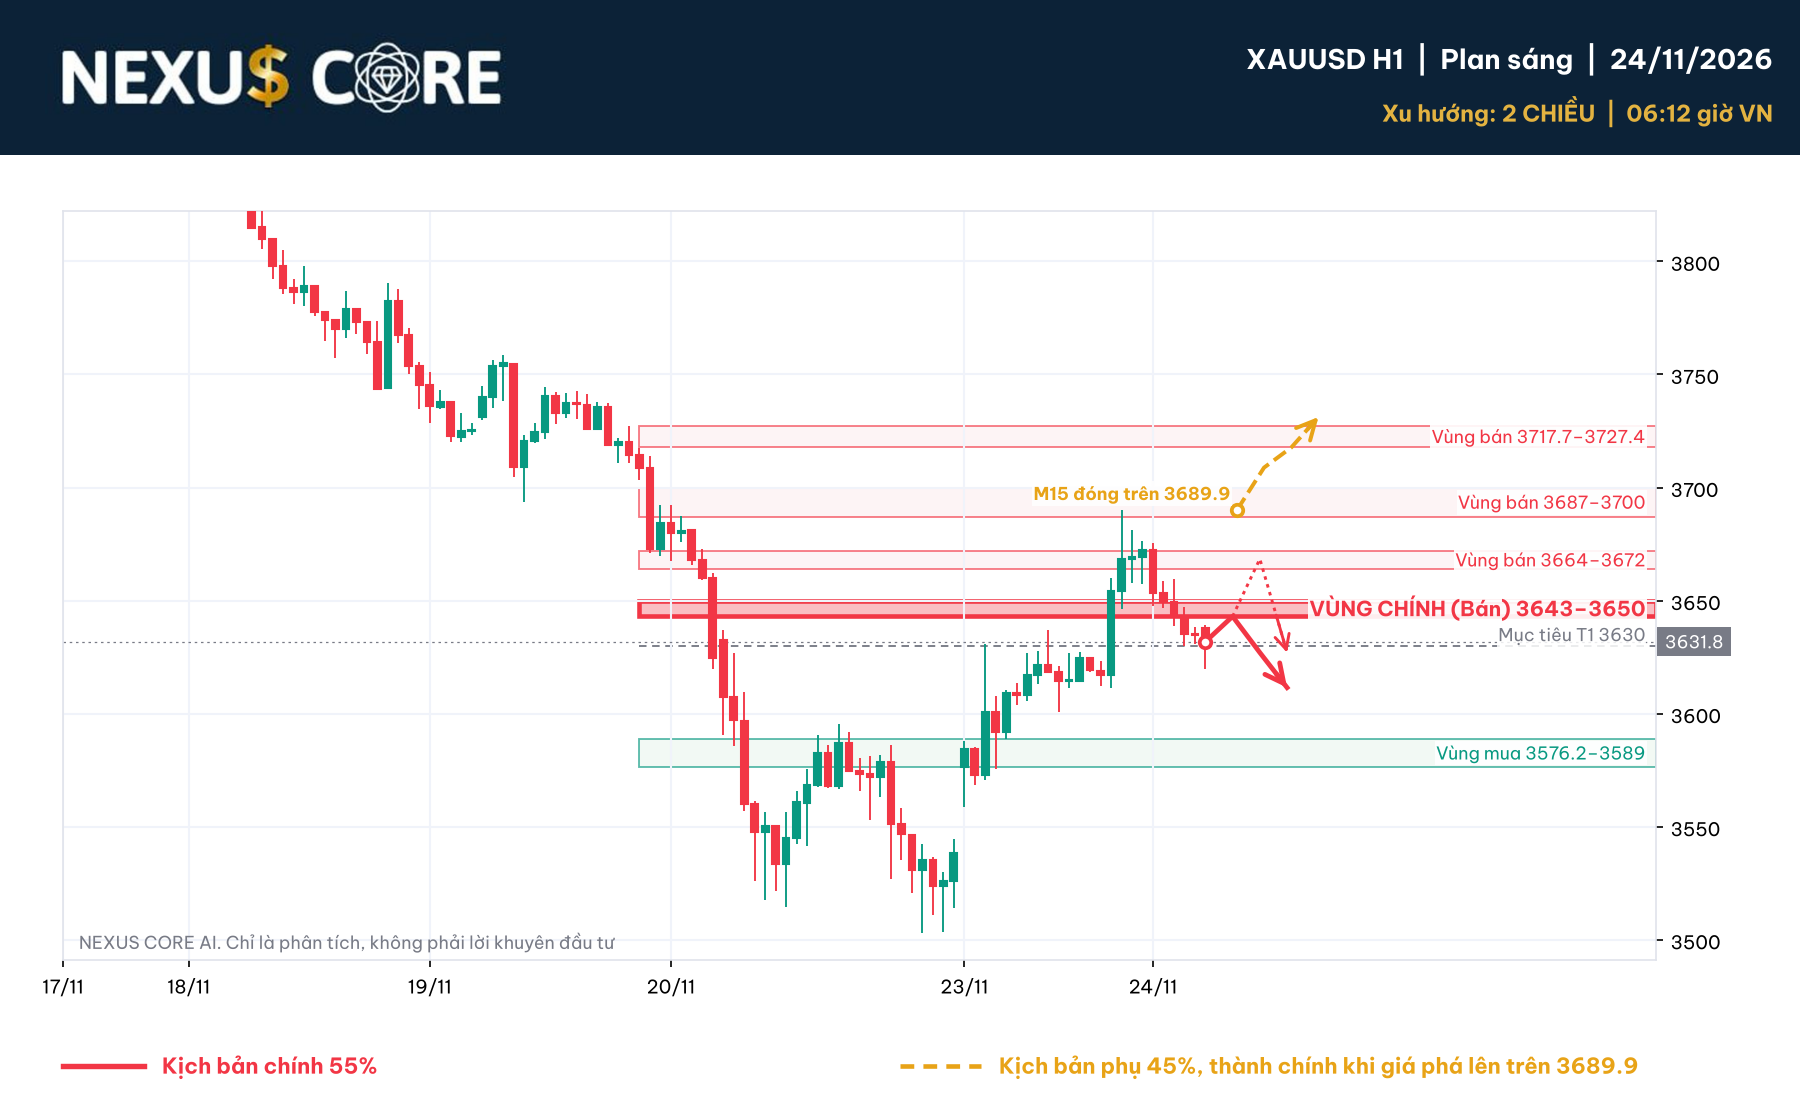 NEXU$ CORE
XAUUSD H1 | Plan sáng | 24/11/2026
Xu hướng: 2 CHIỀU | 06:12 giờ VN
3800
3750
Vùng bán 3717.7–3727.4
M15 đóng trên 3689.9
3700
Vùng bán 3687–3700
Vùng bán 3664–3672
VÙNG CHÍNH (Bán) 3643–3650
3650
Mục tiêu T1 3630
3631.8
3600
Vùng mua 3576.2–3589
3550
NEXUS CORE AI. Chỉ là phân tích, không phải lời khuyên đầu tư
3500
17/11 18/11 19/11 20/11 23/11 24/11
Kịch bản chính 55%
Kịch bản phụ 45%, thành chính khi giá phá lên trên 3689.9